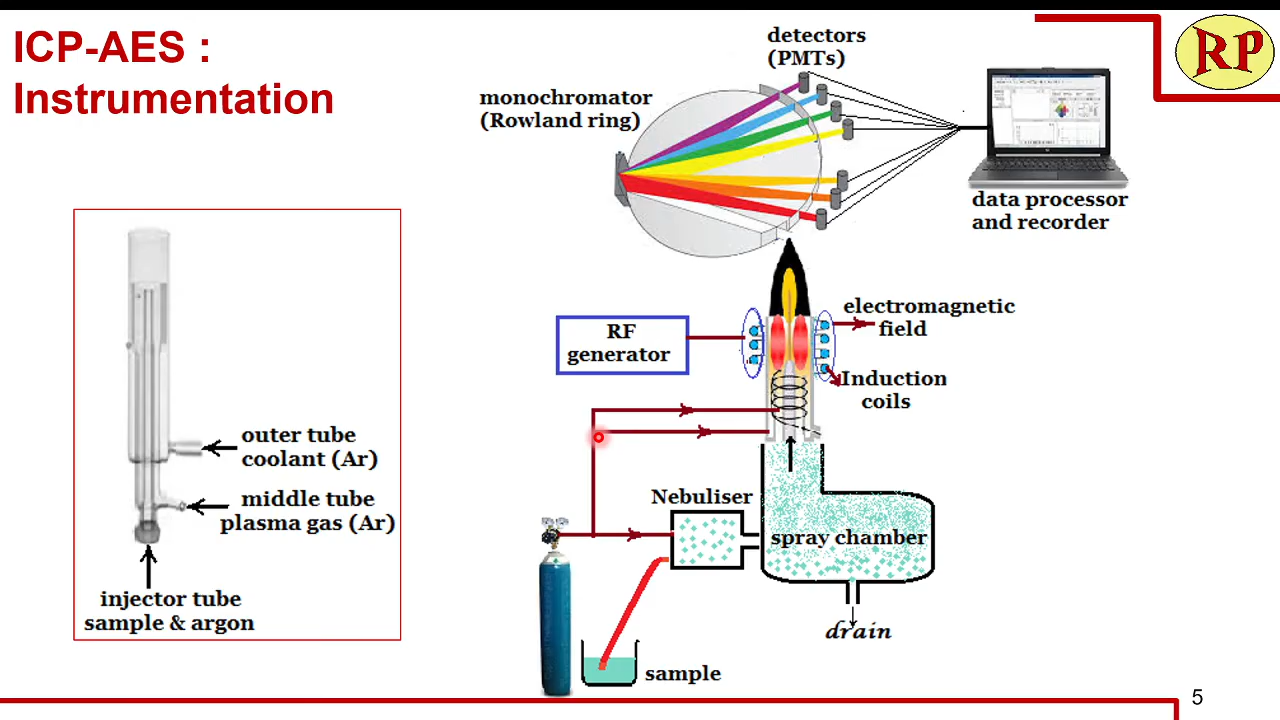 ICP-AES :
Instrumentation
RP
detectors
(PMTs)
monochromator
(Rowland ring)
data processor
and recorder
electromagnetic
field
RF
generator
Induction
coils
outer tube
coolant (Ar)
middle tube
plasma gas (Ar)
injector tube
sample & argon
Nebuliser
spray chamber
drain
sample
5